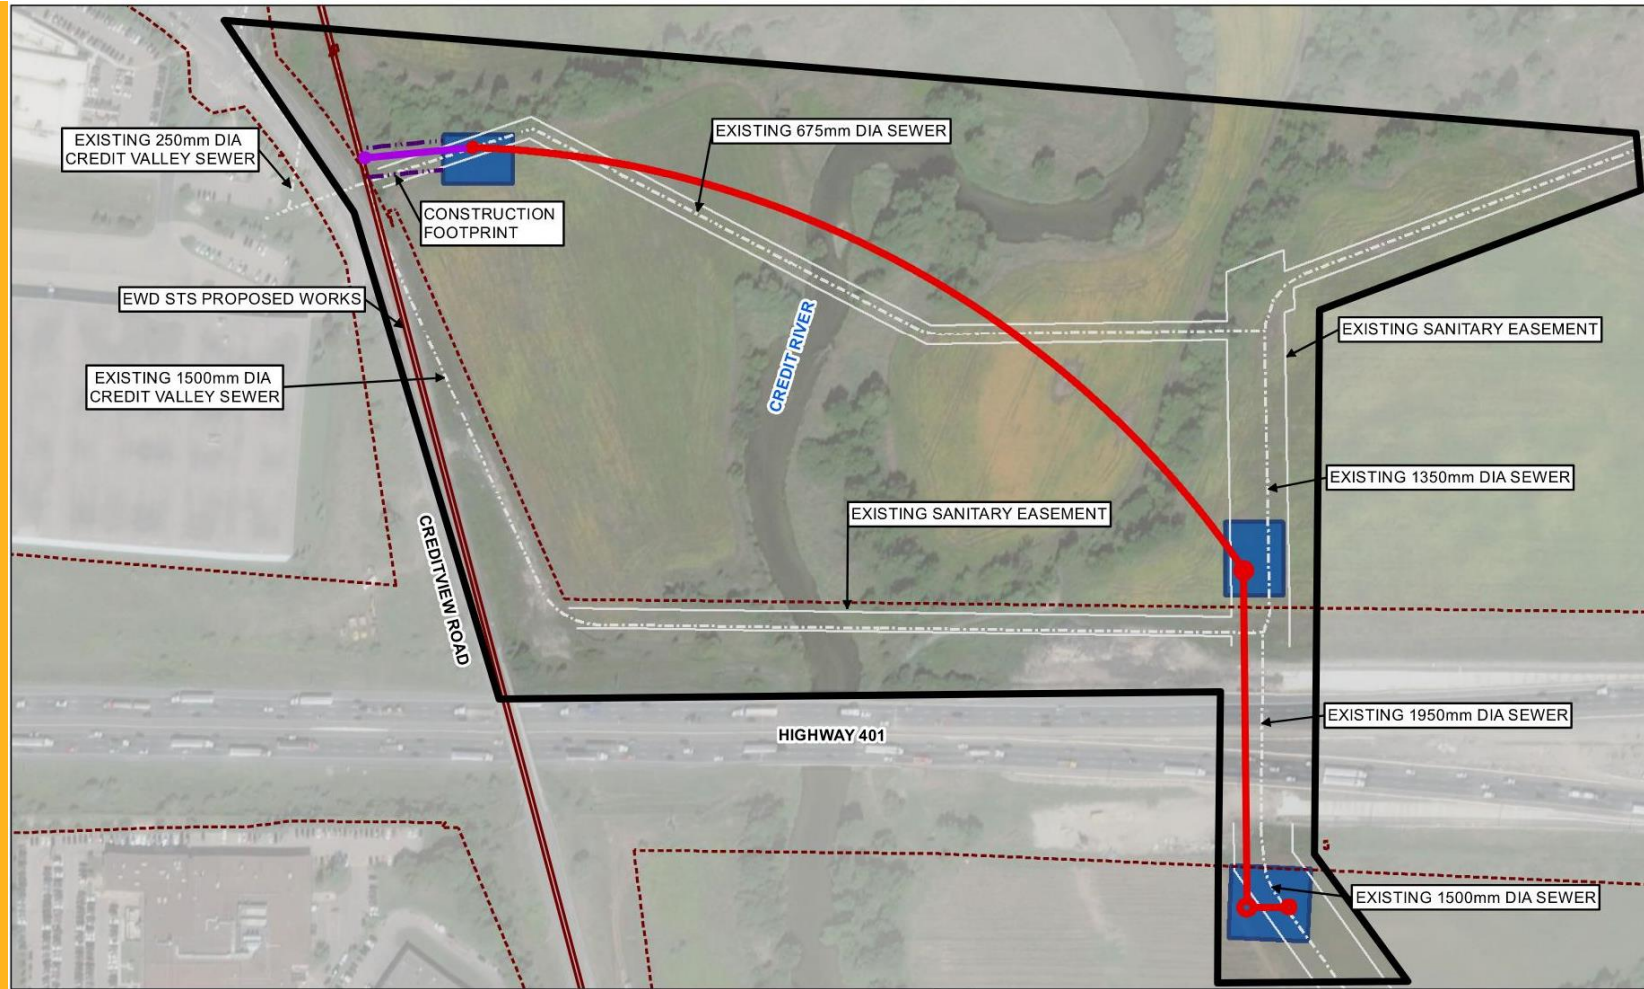 EXISTING 675mm DIA SEWER
EXISTING 250mm DIA
CREDIT VALLEY SEWER
CONSTRUCTION
FOOTPRINT
EWD STS PROPOSED WORKS
EXISTING SANITARY EASEMENT
CREDIT RIVER
EXISTING 1500mm DIA
CREDIT VALLEY SEWER
EXISTING 1350mm DIA SEWER
EXISTING SANITARY EASEMENT
CREDITVIEW ROAD
EXISTING 1950mm DIA SEWER
HIGHWAY 401
EXISTING 1500mm DIA SEWER